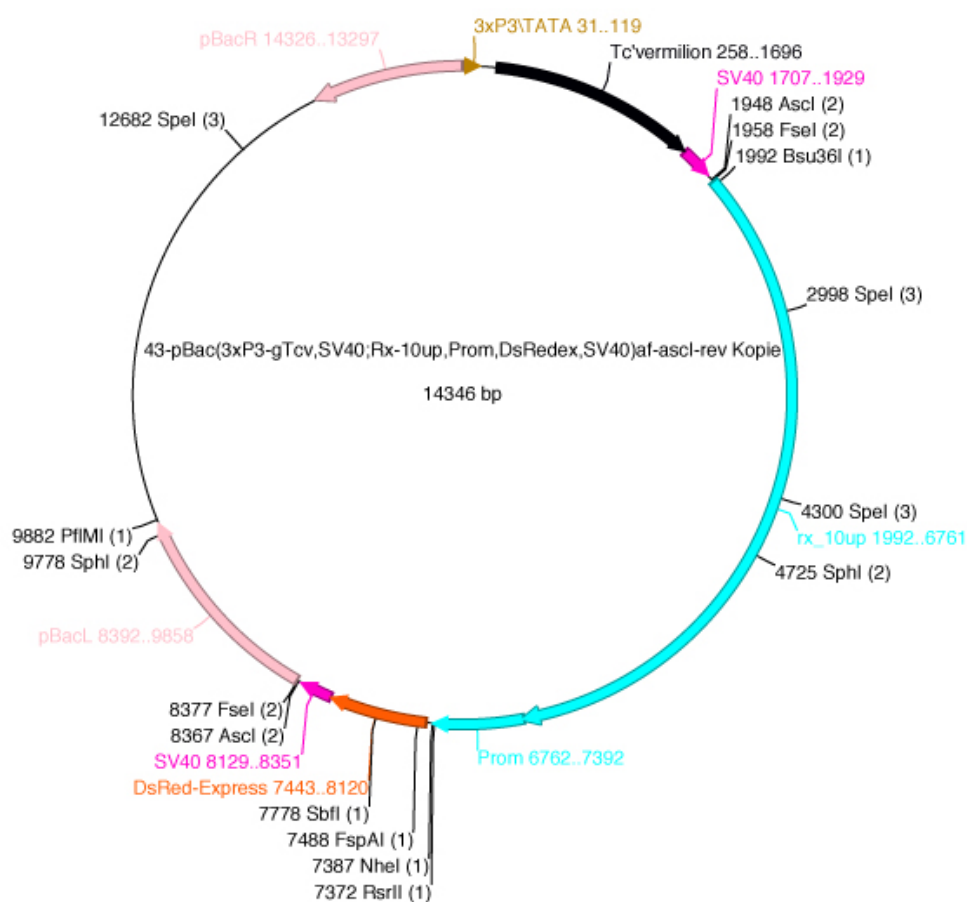 3xP3\TATA 31..119
pBacR 14326..13297
Tc'vermilion 258..1696
SV40 1707..1929
1948 AscI (2)
12682 SpeI (3)
1958 FseI (2)
1992 Bsu36I (1)
2998 SpeI (3)
43-pBac(3xP3-gTcv,SV40;Rx-10up,Prom,DsRedex,SV40)af-ascI-rev Kopie
14346 bp
4300 SpeI (3)
9882 PflMI (1)
rx_10up 1992..6761
9778 SphI (2)
4725 SphI (2)
pBacL 8392..9858
8377 FseI (2)
8367 AscI (2)
SV40 8129..8351
Prom 6762..7392
DsRed-Express 7443..8120
7778 SbfI (1)
7488 FspAI (1)
7387 NheI (1)
7372 RsrII (1)